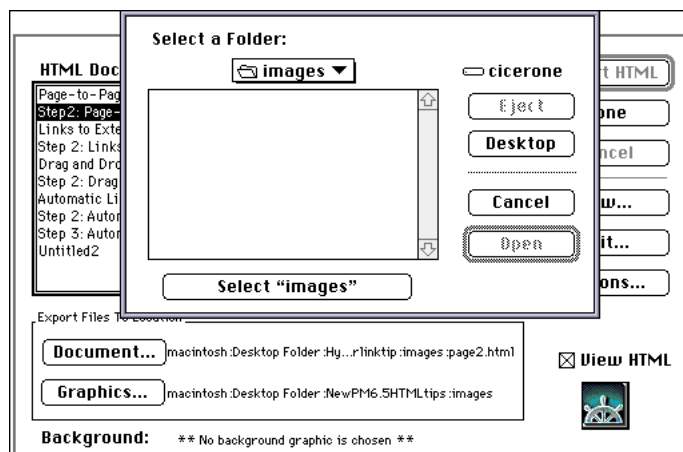 Select a Folder:
images
cicerone
Eject
Desktop
Cancel
Open
Select “images”
HTML Doc
Page-to-Pag
Step2: Page-
Links to Exte
Step 2: Links
Drag and Dro
Step 2: Drag
Automatic Li
Step 2: Autor
Step 3: Autor
Untitled2
t HTML
one
ncel
w...
it...
ons...
Export Files To Location
Document... macintosh:Desktop Folder:Hy...rlinktip:images:page2.html
Graphics... macintosh:Desktop Folder:NewPM6.5HTMLtips:images
View HTML
Background: ** No background graphic is chosen **